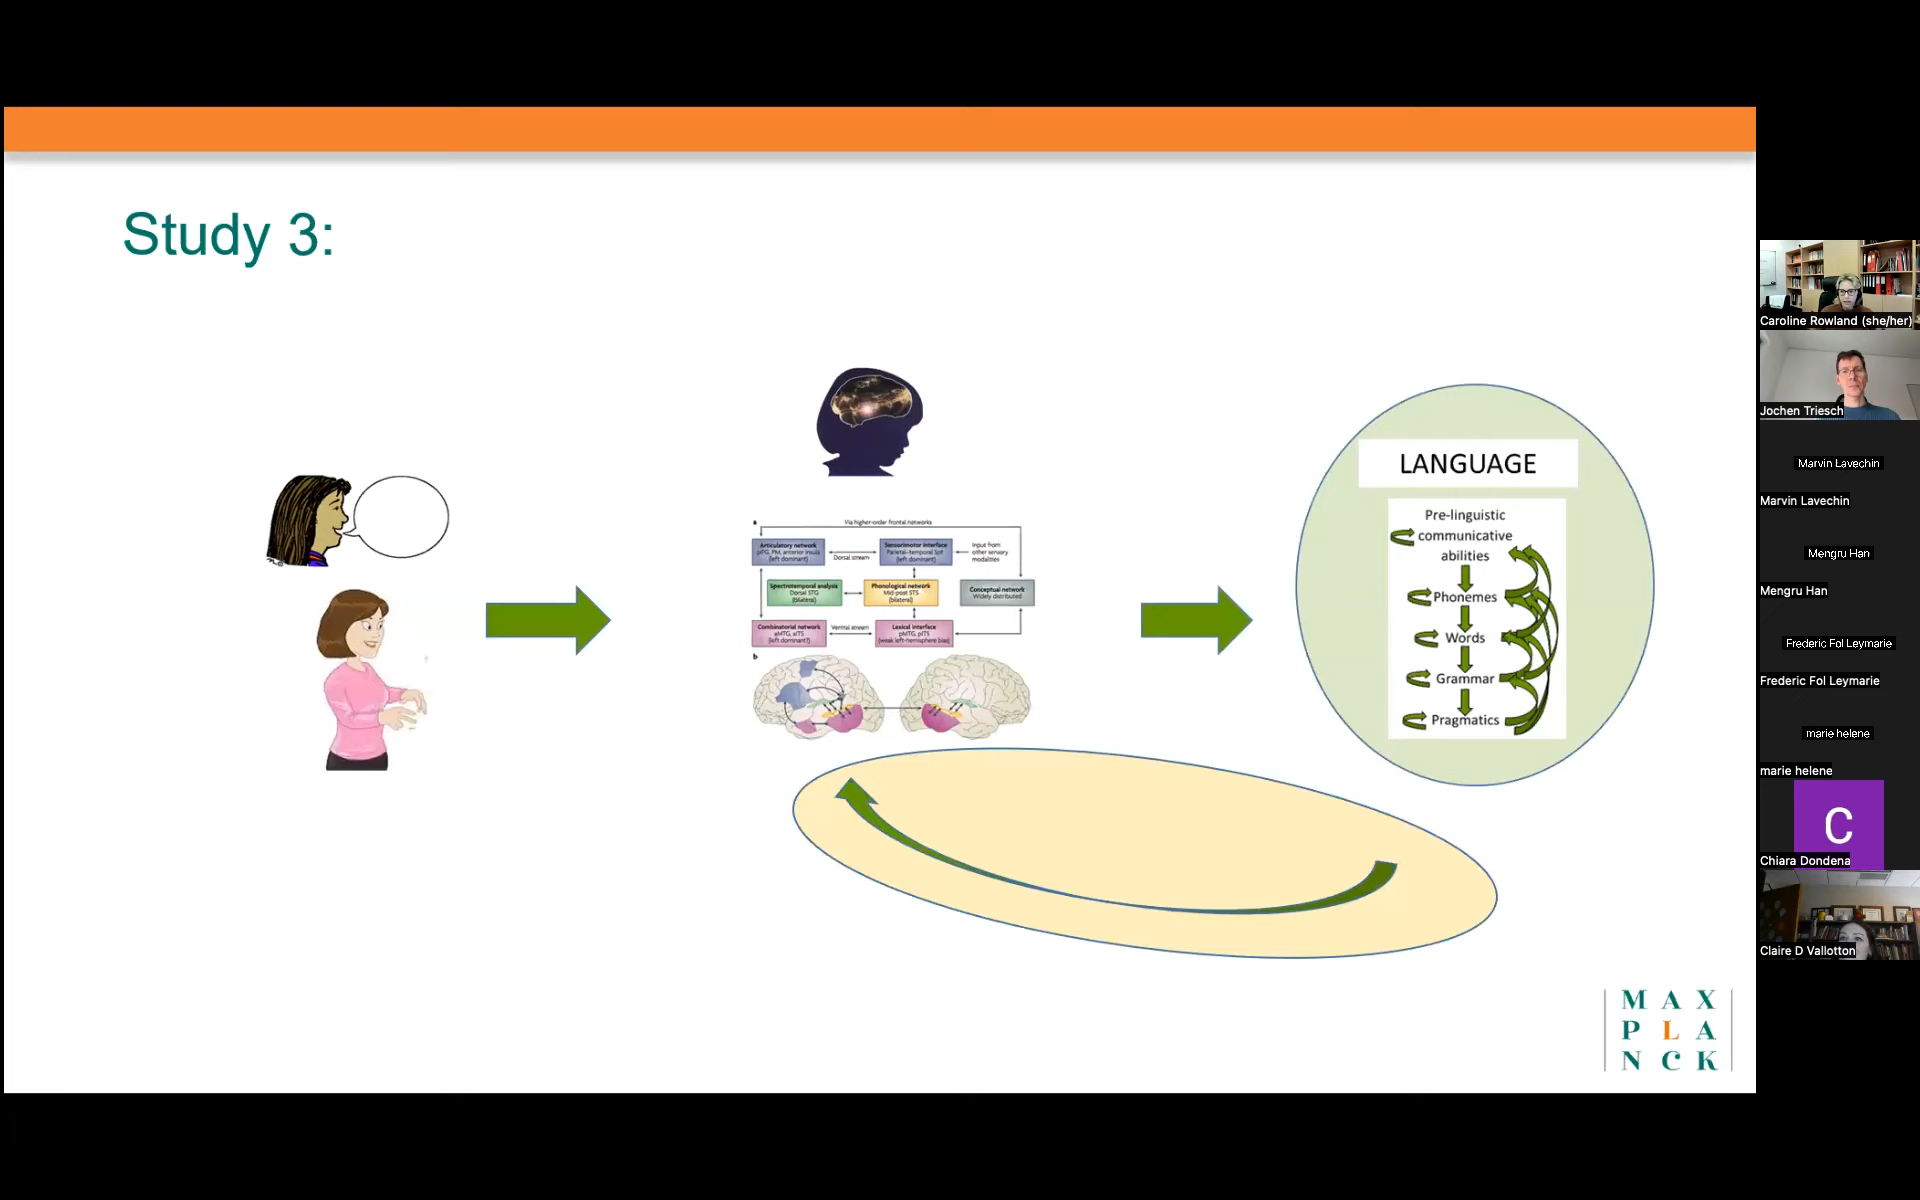 Study 3:
a
Via higher-order frontal networks
Articulatory network
pIFG, PM, anterior insula
(left dominant)
Dorsal stream
Sensorimotor interface
Parietal–temporal Spt
(left dominant)
Input from
other sensory
modalities
Spectrotemporal analysis
Dorsal STG
(bilateral)
Phonological network
Mid-post STS
(bilateral)
Conceptual network
Widely distributed
Combinatorial network
aMTG, aITS
(left dominant?)
Ventral stream
Lexical interface
pMTG, pITS
(weak left-hemisphere bias)
b
LANGUAGE
Pre-linguistic
communicative
abilities
Phonemes
Words
Grammar
Pragmatics
MAX
PLA
NCK
Caroline Rowland (she/her)
Jochen Triesch
Marvin Lavechin
Marvin Lavechin
Mengru Han
Mengru Han
Frederic Fol Leymarie
Frederic Fol Leymarie
marie helene
marie helene
C
Chiara Dondena
Claire D Vallotton